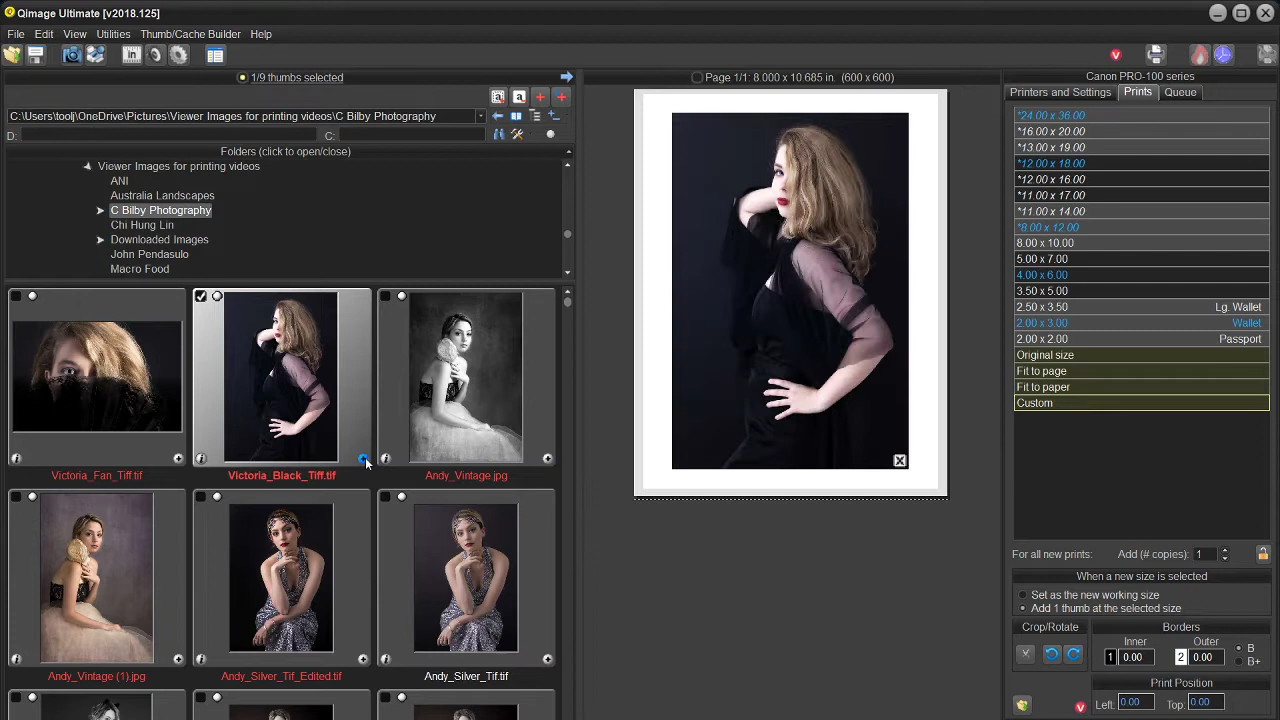 Qimage Ultimate [v2018.125]
File Edit View Utilities Thumb/Cache Builder Help
1/9 thumbs selected
C:\Users\toolj\OneDrive\Pictures\Viewer Images for printing videos\C Bilby Photography
D: C:
Folders (click to open/close)
Viewer Images for printing videos
ANI
Australia Landscapes
C Bilby Photography
Chi Hung Lin
Downloaded Images
John Pendasulo
Macro Food
Victoria_Fan_Tiff.tif
Victoria_Black_Tiff.tif
Andy_Vintage.jpg
Andy_Vintage (1).jpg
Andy_Silver_Tif_Edited.tif
Andy_Silver_Tif.tif
Page 1/1: 8.000 x 10.685 in. (600 x 600)
Canon PRO-100 series
Printers and Settings Prints Queue
*24.00 x 36.00
*16.00 x 20.00
*13.00 x 19.00
*12.00 x 18.00
*12.00 x 16.00
*11.00 x 17.00
*11.00 x 14.00
*8.00 x 12.00
8.00 x 10.00
5.00 x 7.00
4.00 x 6.00
3.50 x 5.00
2.50 x 3.50 Lg. Wallet
2.00 x 3.00 Wallet
2.00 x 2.00 Passport
Original size
Fit to page
Fit to paper
Custom
For all new prints: Add (# copies): 1
When a new size is selected
Set as the new working size
Add 1 thumb at the selected size
Crop/Rotate Borders
Inner Outer
1 0.00 2 0.00 B
B+
Print Position
Left: 0.00 Top: 0.00